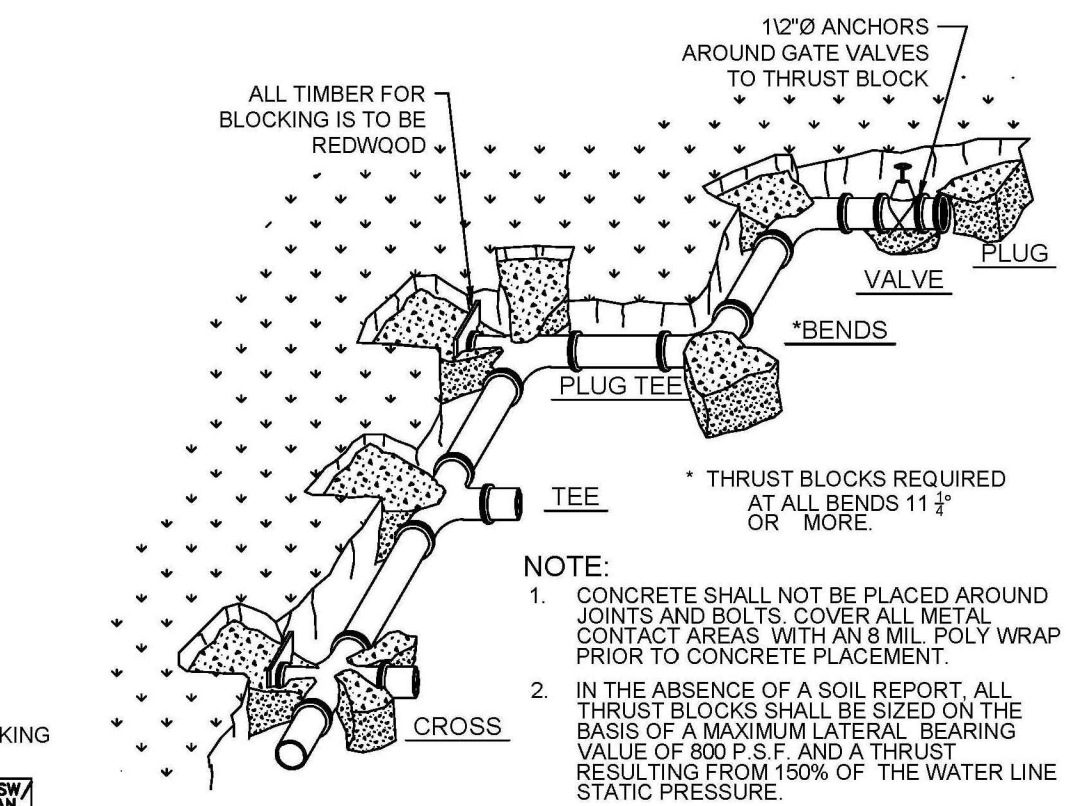 1\2"Ø ANCHORS
AROUND GATE VALVES
TO THRUST BLOCK
ALL TIMBER FOR
BLOCKING IS TO BE
REDWOOD
PLUG
VALVE
*BENDS
PLUG TEE
* THRUST BLOCKS REQUIRED
AT ALL BENDS 11 1/4°
OR MORE.
TEE
NOTE:
1. CONCRETE SHALL NOT BE PLACED AROUND
JOINTS AND BOLTS. COVER ALL METAL
CONTACT AREAS WITH AN 8 MIL. POLY WRAP
PRIOR TO CONCRETE PLACEMENT.
2. IN THE ABSENCE OF A SOIL REPORT, ALL
THRUST BLOCKS SHALL BE SIZED ON THE
BASIS OF A MAXIMUM LATERAL BEARING
VALUE OF 800 P.S.F. AND A THRUST
RESULTING FROM 150% OF THE WATER LINE
STATIC PRESSURE.
CROSS
KING
SW/